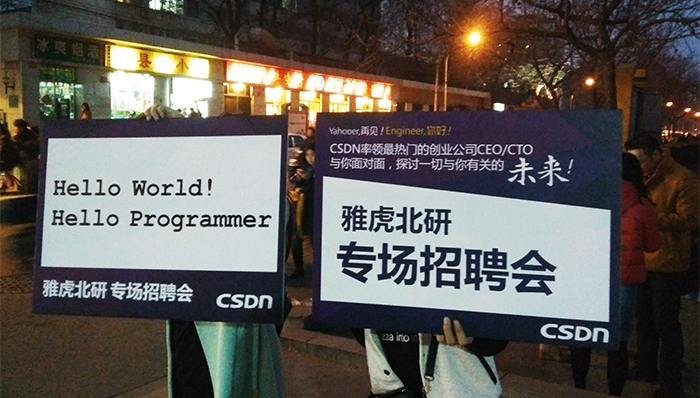 Hello World!
Hello Programmer
雅虎北研 专场招聘会
CSDN
Yahooer,再见！Engineer,你好！
CSDN率领最热门的创业公司CEO/CTO
与你面对面，探讨一切与你有关的 未来！
雅虎北研
专场招聘会
CSDN